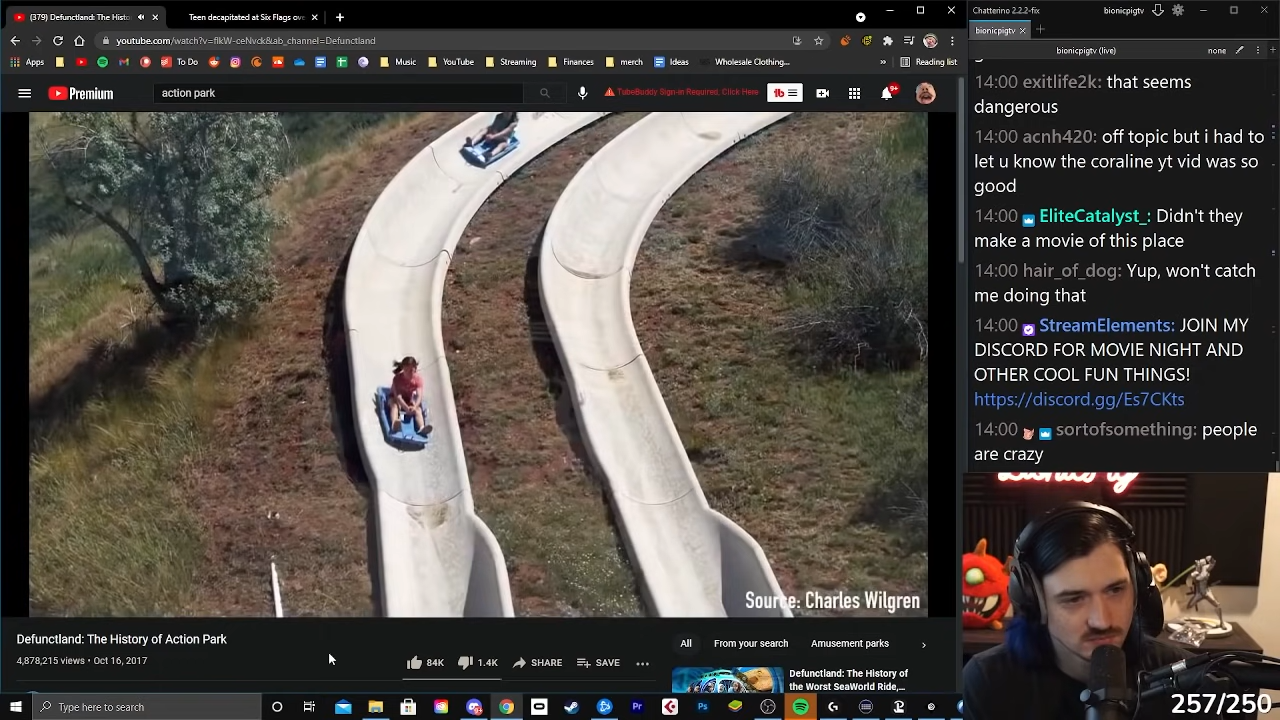 (379) Defunctland: The Hist
Teen decapitated at Six Flags ove
Chatterino 2.2.2-fix
bionicpigtv
bionicpigtv
youtube.com/watch?v=flkW-ceNvck&ab_channel=Defunctland
bionicpigtv (live)
none
Apps
To Do
Music
YouTube
Streaming
Finances
merch
Ideas
Wholesale Clothing...
»
Reading list
Premium
action park
TubeBuddy Sign-in Required, Click Here
tb
9+
14:00 exitlife2k: that seems
dangerous
14:00 acnh420: off topic but i had to
let u know the coraline yt vid was so
good
14:00 EliteCatalyst_: Didn't they
make a movie of this place
14:00 hair_of_dog: Yup, won't catch
me doing that
14:00 StreamElements: JOIN MY
DISCORD FOR MOVIE NIGHT AND
OTHER COOL FUN THINGS!
https://discord.gg/Es7CKts
14:00 sortofsomething: people
are crazy
Source: Charles Wilgren
Defunctland: The History of Action Park
4,878,215 views • Oct 16, 2017
84K
1.4K
SHARE
SAVE
All
From your search
Amusement parks
Defunctland: The History of
the Worst SeaWorld Ride,...
Type here to search
Pr
Ps
257/250